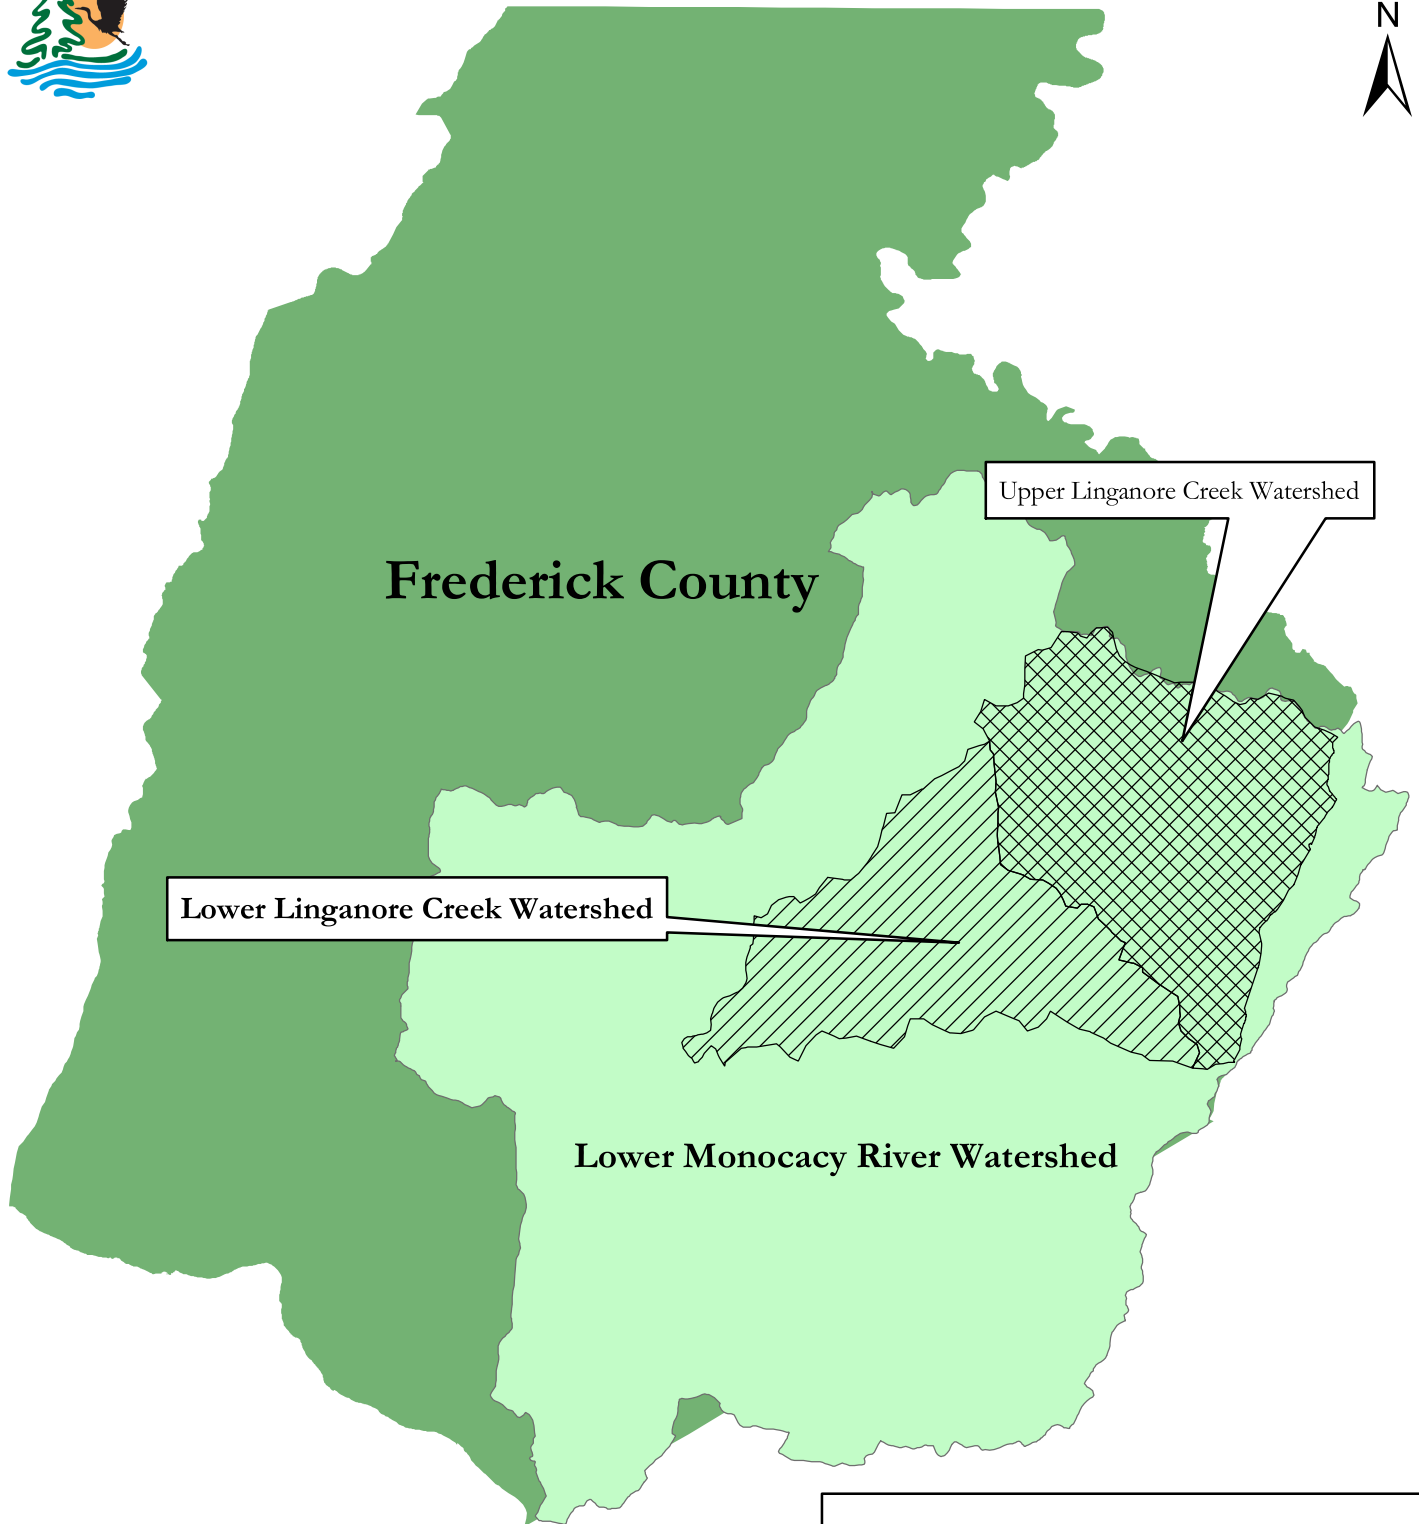 N
Upper Linganore Creek Watershed
Frederick County
Lower Linganore Creek Watershed
Lower Monocacy River Watershed